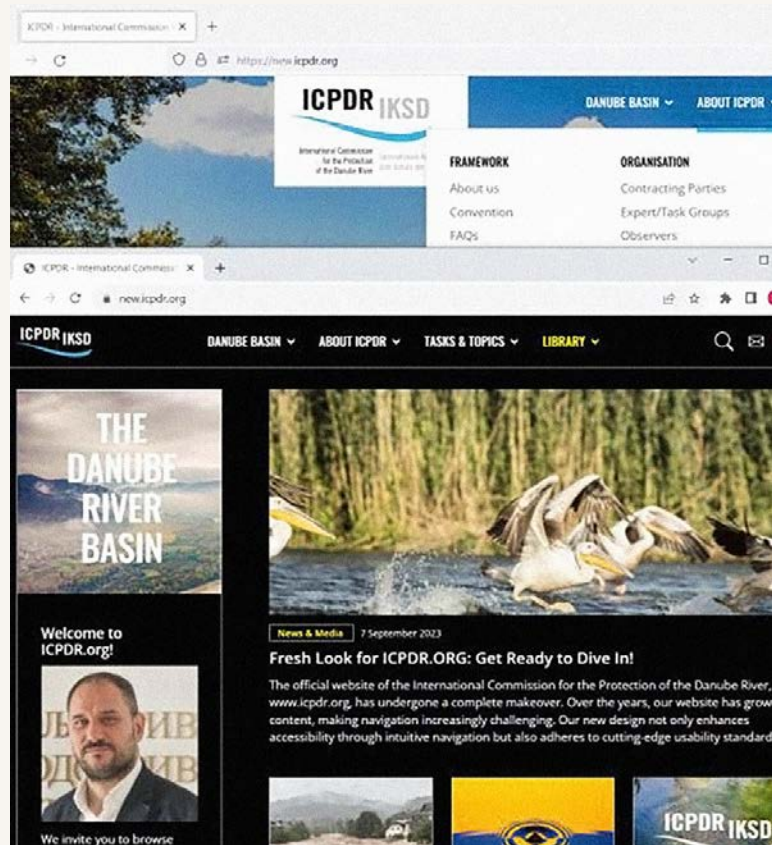 ICPDR - International Commission
https://new.icpdr.org
ICPDR IKSD
International Commission
for the Protection
of the Danube River
DANUBE BASIN
ABOUT ICPDR
FRAMEWORK
About us
Convention
FAQs
ORGANISATION
Contracting Parties
Expert/Task Groups
Observers
ICPDR - International Commiss
new.icpdr.org
ICPDR IKSD
DANUBE BASIN
ABOUT ICPDR
TASKS & TOPICS
LIBRARY
THE
DANUBE
RIVER
BASIN
Welcome to
ICPDR.org!
We invite you to browse
News & Media
7 September 2023
Fresh Look for ICPDR.ORG: Get Ready to Dive In!
The official website of the International Commission for the Protection of the Danube River,
www.icpdr.org, has undergone a complete makeover. Over the years, our website has grow
content, making navigation increasingly challenging. Our new design not only enhances
accessibility through intuitive navigation but also adheres to cutting-edge usability standard
ICPDR IKSD